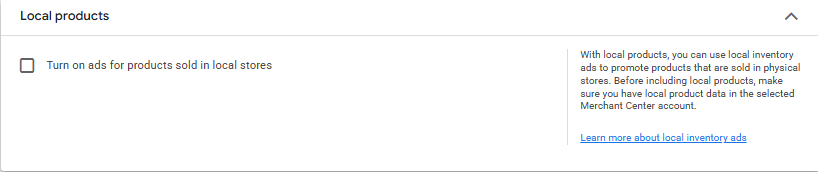 Local products
Turn on ads for products sold in local stores
With local products, you can use local inventory
ads to promote products that are sold in physical
stores. Before including local products, make
sure you have local product data in the selected
Merchant Center account.
Learn more about local inventory ads